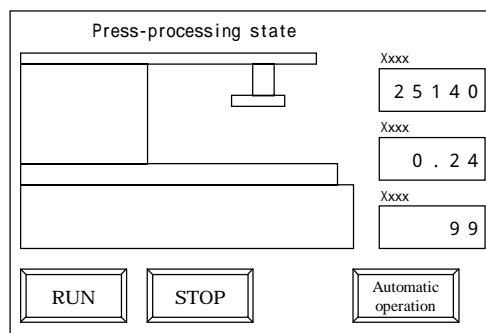 Press-processing state
Xxxx
25140
Xxxx
0.24
Xxxx
99
RUN
STOP
Automatic
operation